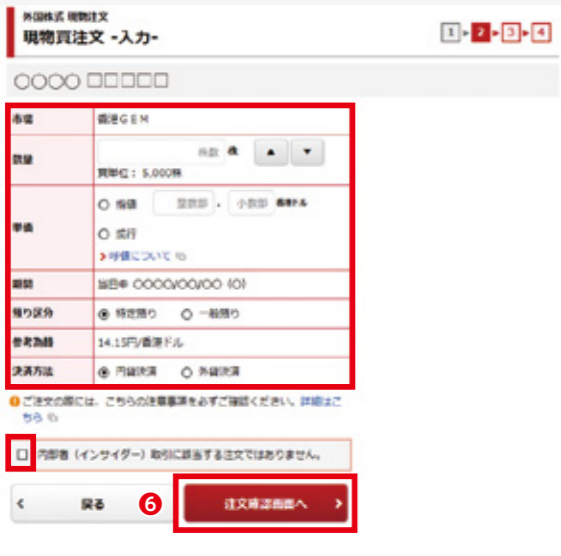 外国株式 現物注文
現物買注文 -入力-
1 2 3 4
○○○○ □□□□□
市場 香港GEM
数量 株数 株 ▲ ▼
買単位： 5,000株
単価 指値 整数部 . 小数部 香港ドル
成行
呼値について
期間 当日中 ○○○○/○○/○○ (○)
預り区分 特定預り 一般預り
参考為替 14.15円/香港ドル
決済方法 円貨決済 外貨決済
ご注文の際には、こちらの注意事項を必ずご確認ください。詳細はこ
ちら
内部者（インサイダー）取引に該当する注文ではありません。
戻る 6 注文確認画面へ